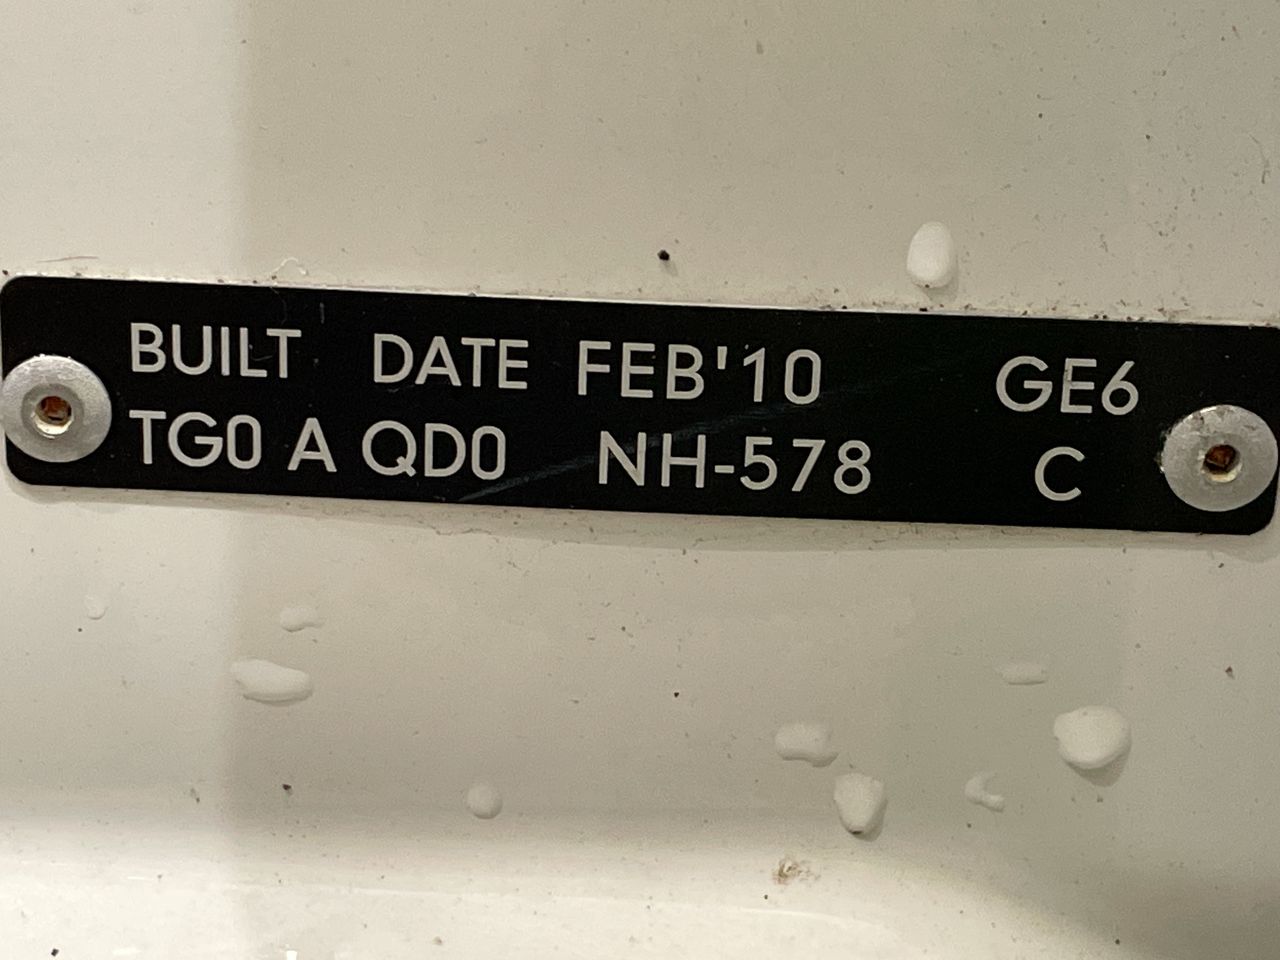 BUILT DATE FEB'10 GE6
TG0 A QD0 NH-578 C